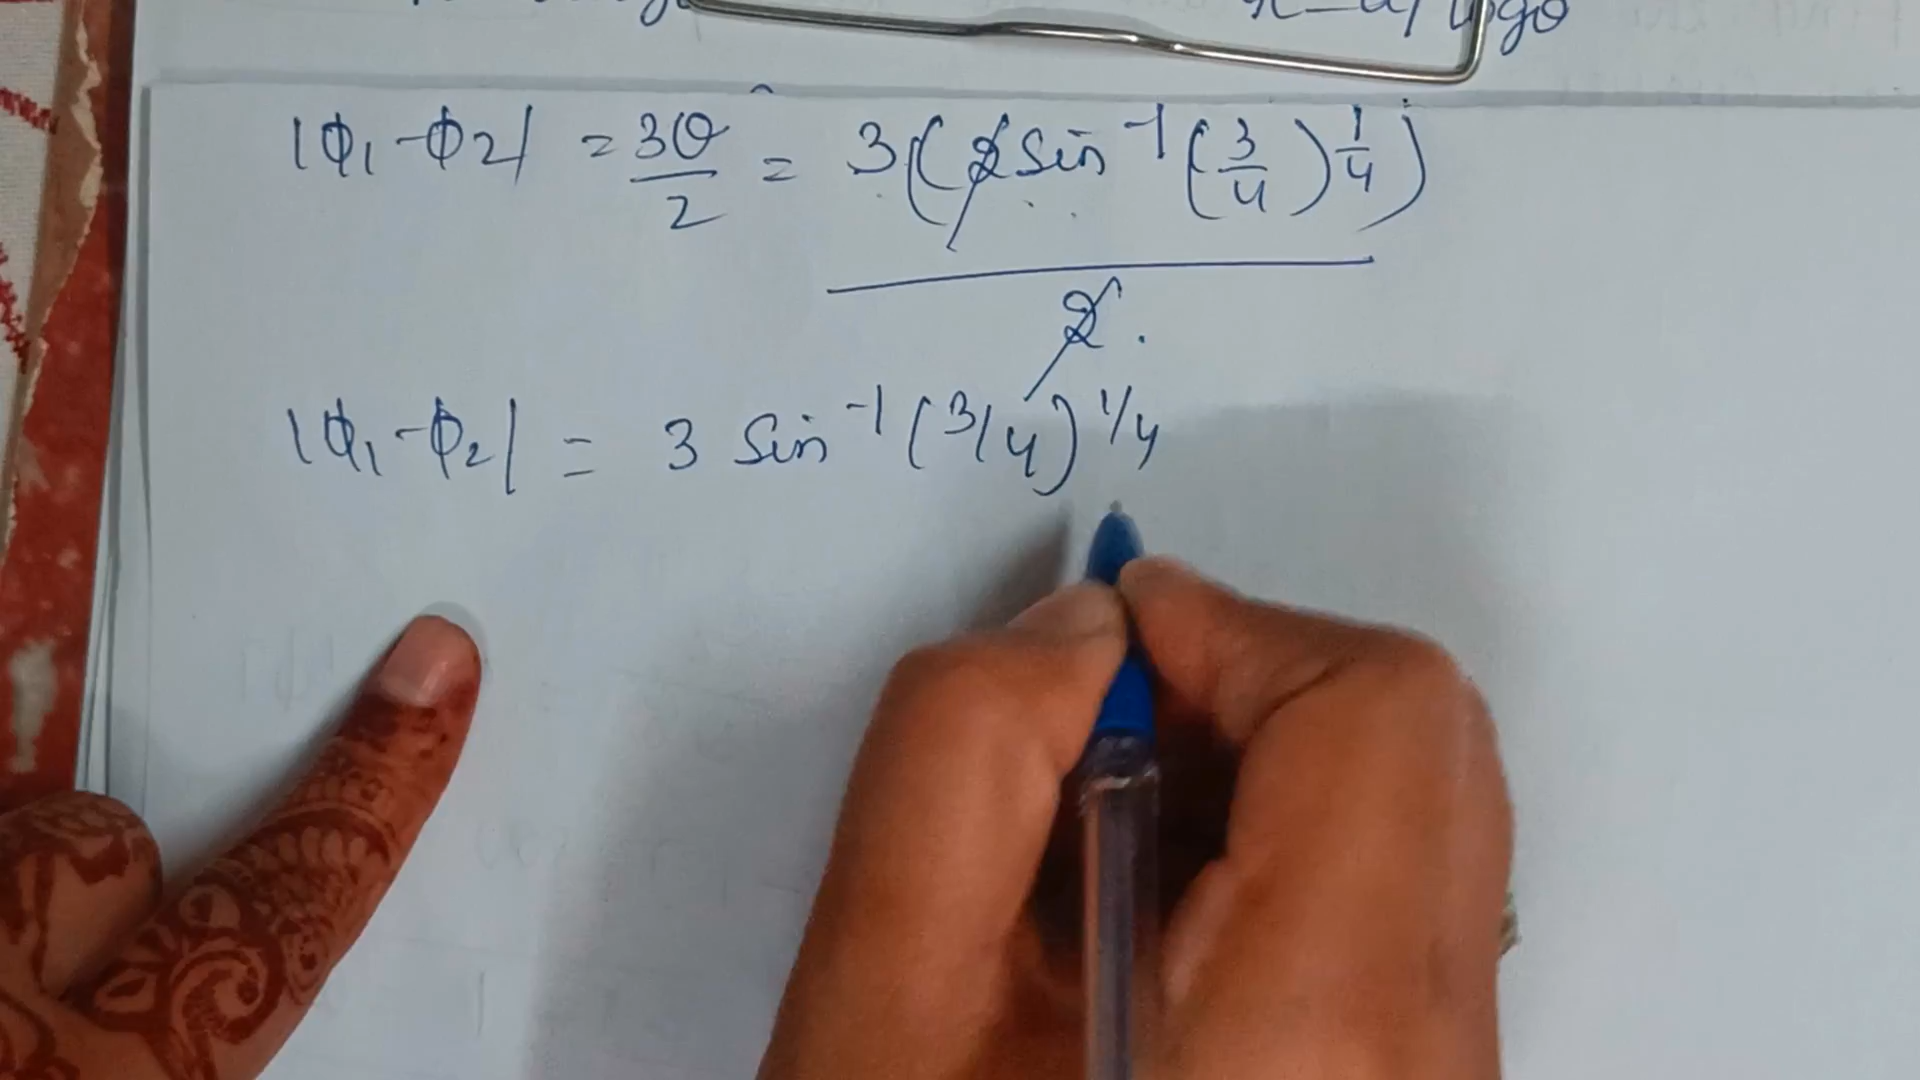 |φ₁-φ₂| = 3θ/2 = 3(2 sin⁻¹(3/4)^1/4)/2.
|φ₁-φ₂| = 3 sin⁻¹(3/4)^1/4